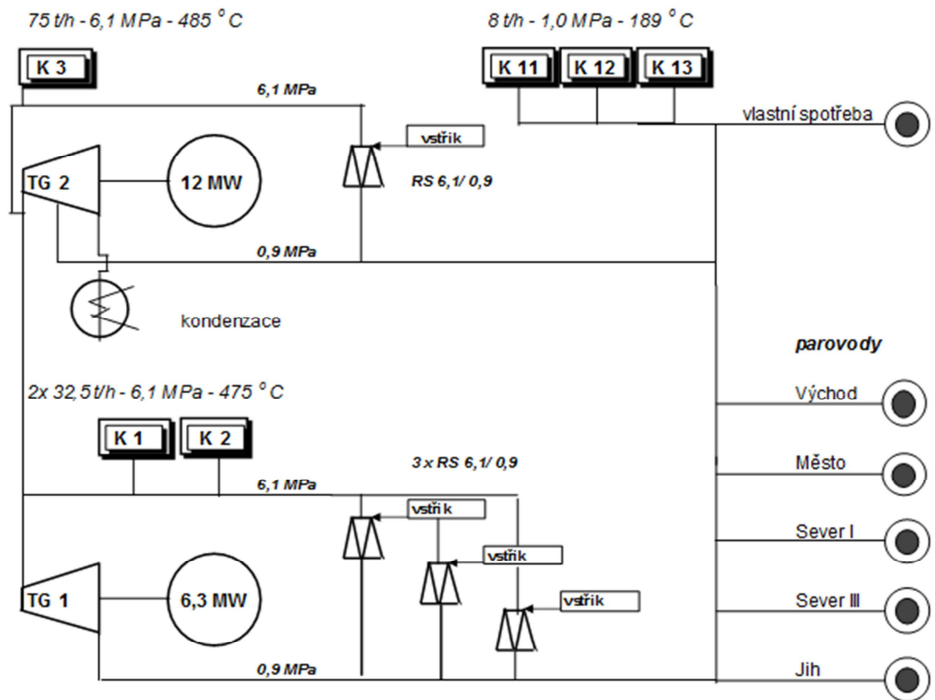 75 t/h - 6,1 MPa - 485 °C
8 t/h - 1,0 MPa - 189 °C
K 3
K 11
K 12
K 13
6,1 MPa
vlastní spotřeba
vstřik
TG 2
12 MW
RS 6,1/ 0,9
0,9 MPa
kondenzace
parovody
2x 32,5 t/h - 6,1 MPa - 475 °C
Východ
K 1
K 2
3 x RS 6,1/ 0,9
Město
6,1 MPa
vstřik
Sever I
vstřik
TG 1
6,3 MW
vstřik
Sever III
0,9 MPa
Jih